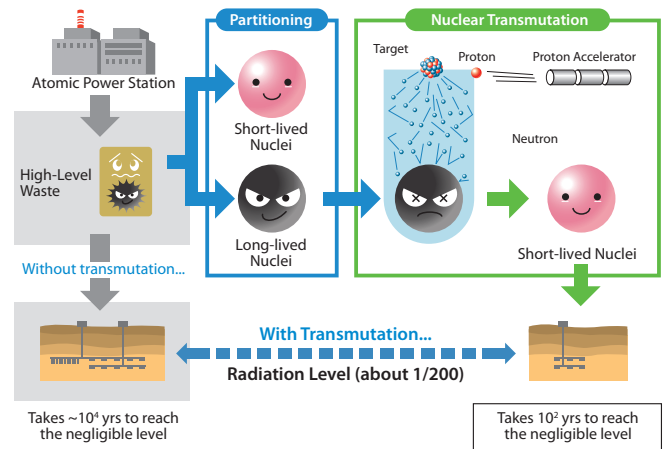 Partitioning
Nuclear Transmutation
Target
Proton
Proton Accelerator
Atomic Power Station
Short-lived
Nuclei
Neutron
High-Level
Waste
Long-lived
Nuclei
Short-lived Nuclei
Without transmutation...
With Transmutation...
Radiation Level (about 1/200)
Takes ~10⁴ yrs to reach
the negligible level
Takes 10² yrs to reach
the negligible level